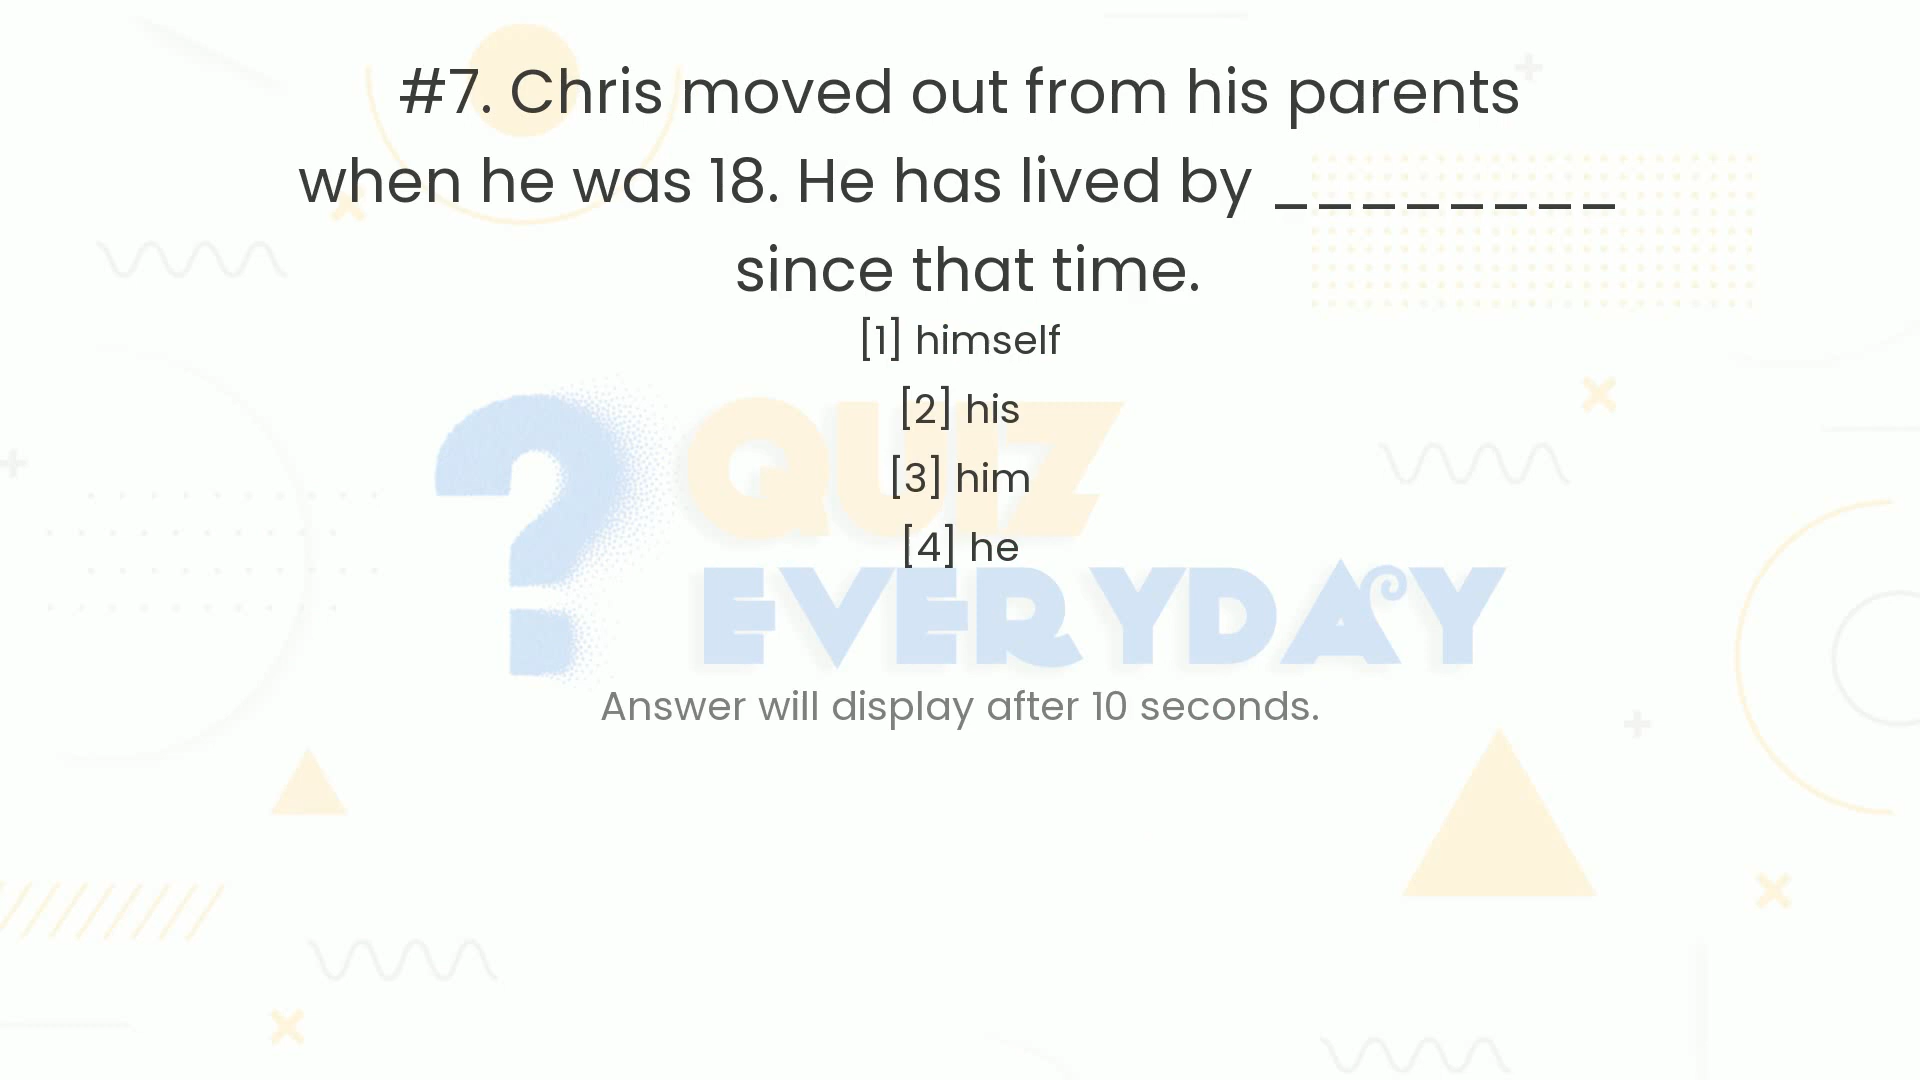 #7. Chris moved out from his parents
when he was 18. He has lived by ________
since that time.
[1] himself
[2] his
[3] him
[4] he
? QUIZ
EVERYDAY
Answer will display after 10 seconds.